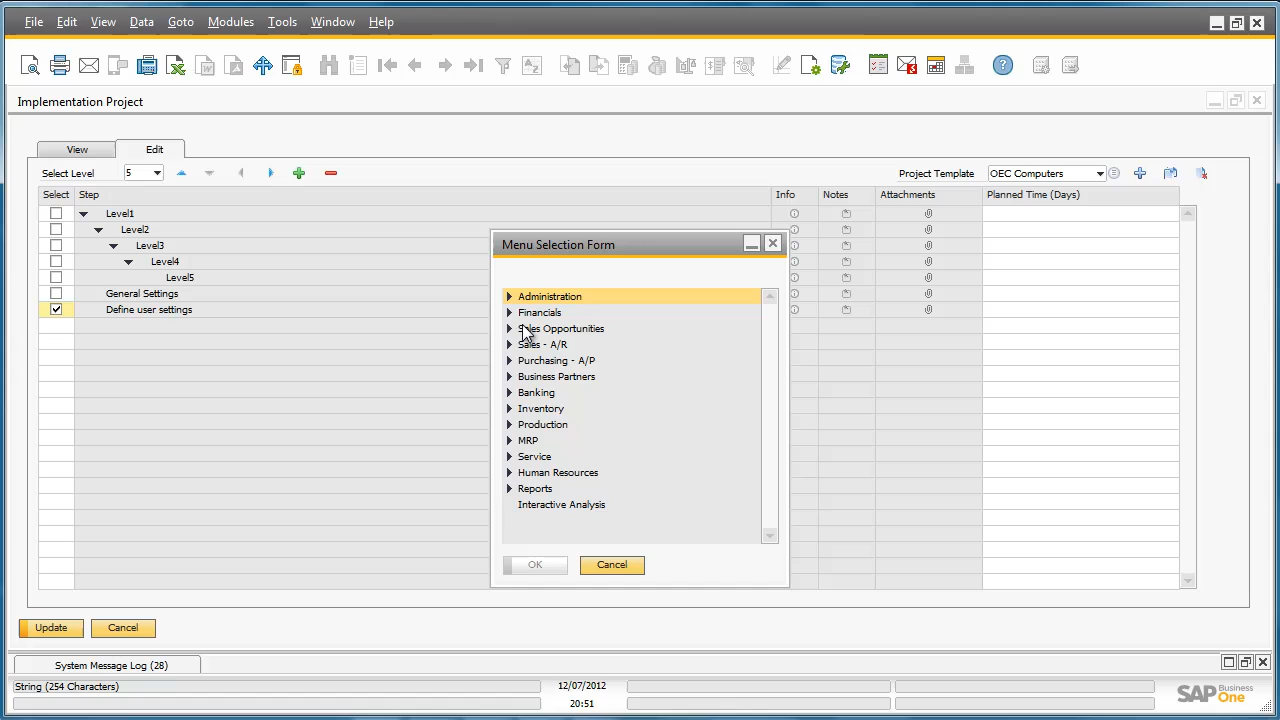 File Edit View Data Goto Modules Tools Window Help
Implementation Project
View Edit
Select Level 5 Project Template OEC Computers
Select Step Info Notes Attachments Planned Time (Days)
Level1
Level2
Level3
Level4
Level5
General Settings
Define user settings
Menu Selection Form
Administration
Financials
Sales Opportunities
Sales - A/R
Purchasing - A/P
Business Partners
Banking
Inventory
Production
MRP
Service
Human Resources
Reports
Interactive Analysis
OK Cancel
Update Cancel
System Message Log (28)
String (254 Characters) 12/07/2012
20:51
SAP Business One